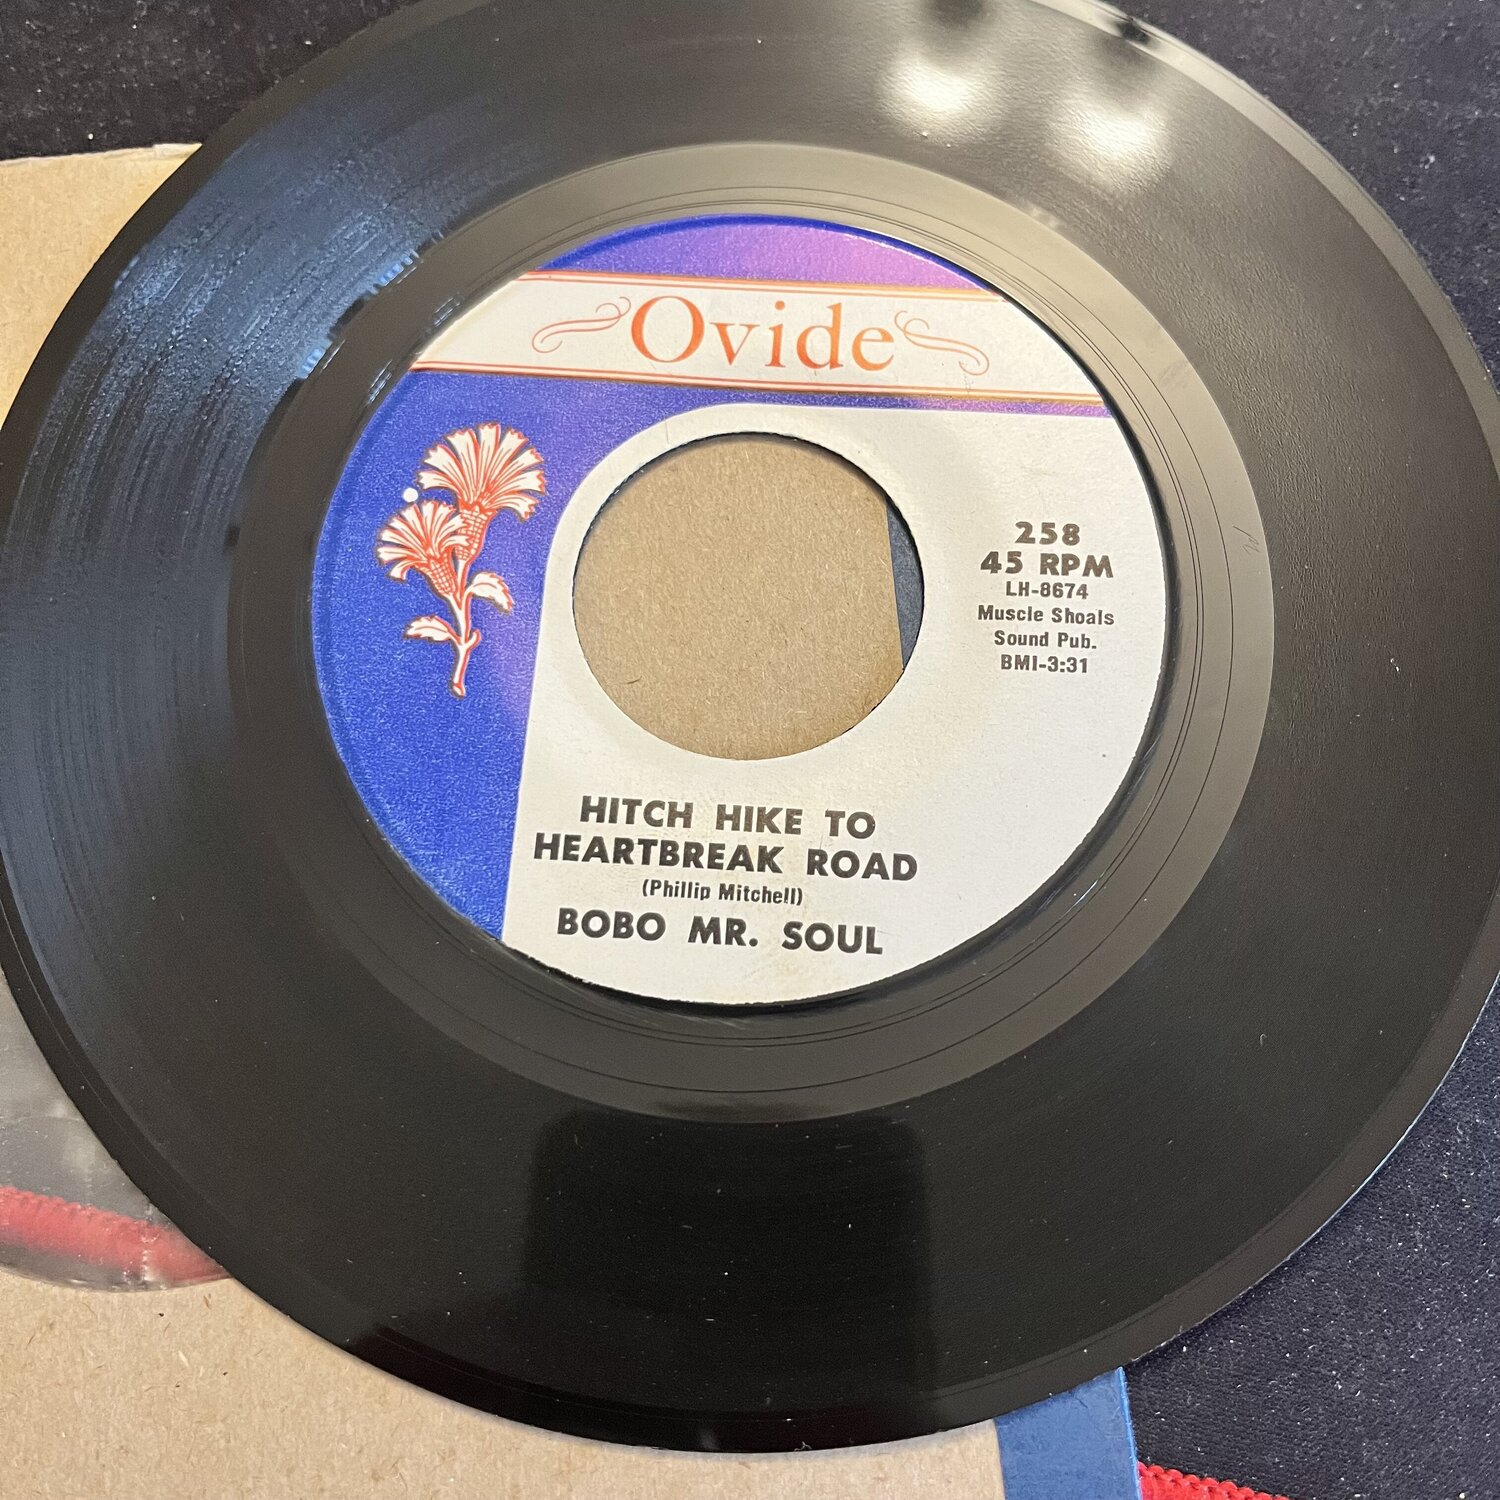 Ovide
258
45 RPM
LH-8674
Muscle Shoals
Sound Pub.
BMI-3:31
HITCH HIKE TO
HEARTBREAK ROAD
(Phillip Mitchell)
BOBO MR. SOUL